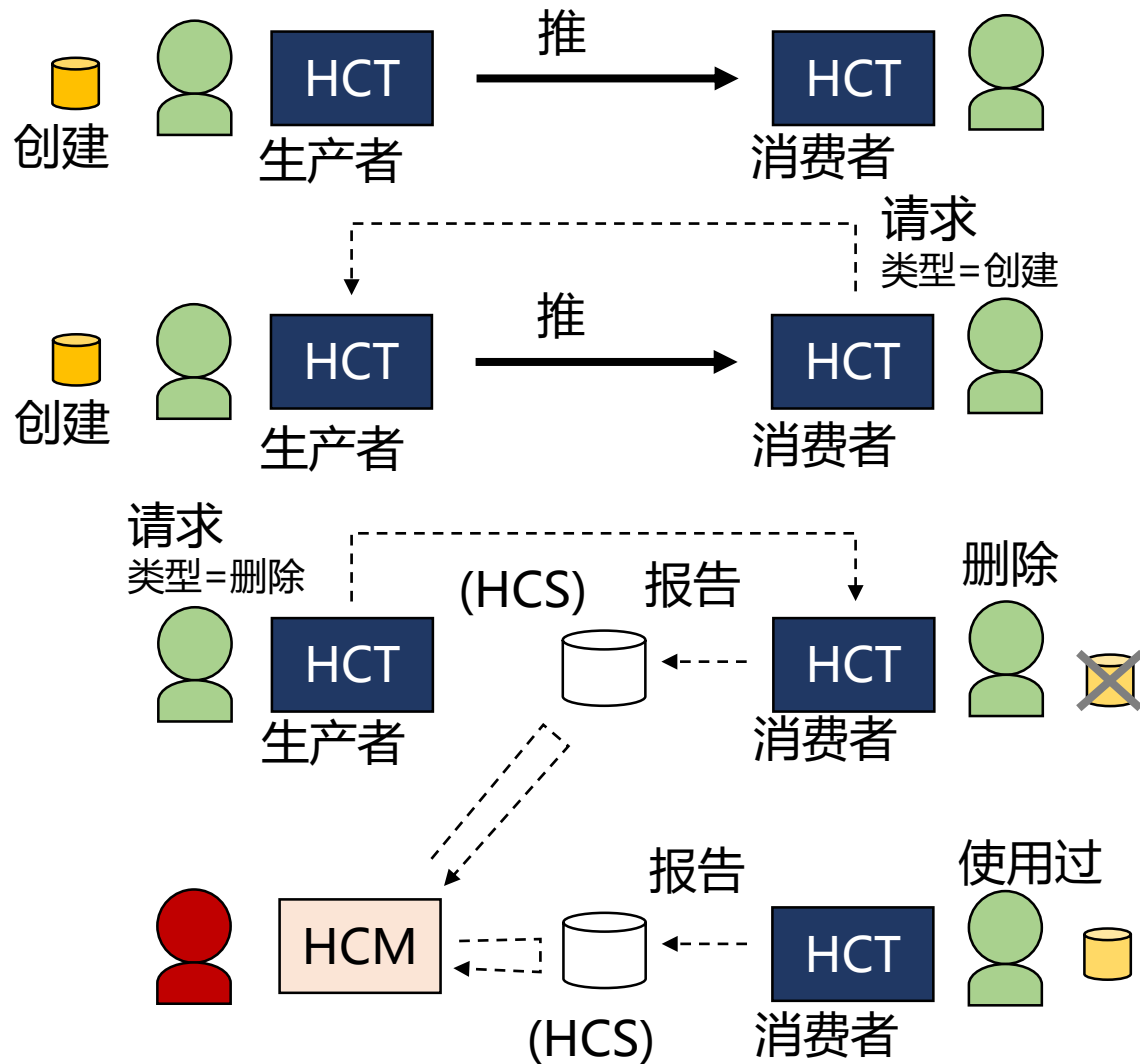 推
HCT
HCT
创建
生产者
消费者
请求
类型=创建
推
HCT
HCT
创建
生产者
消费者
请求
类型=删除
(HCS)
报告
删除
HCT
HCT
生产者
消费者
报告
使用过
HCM
HCT
(HCS)
消费者